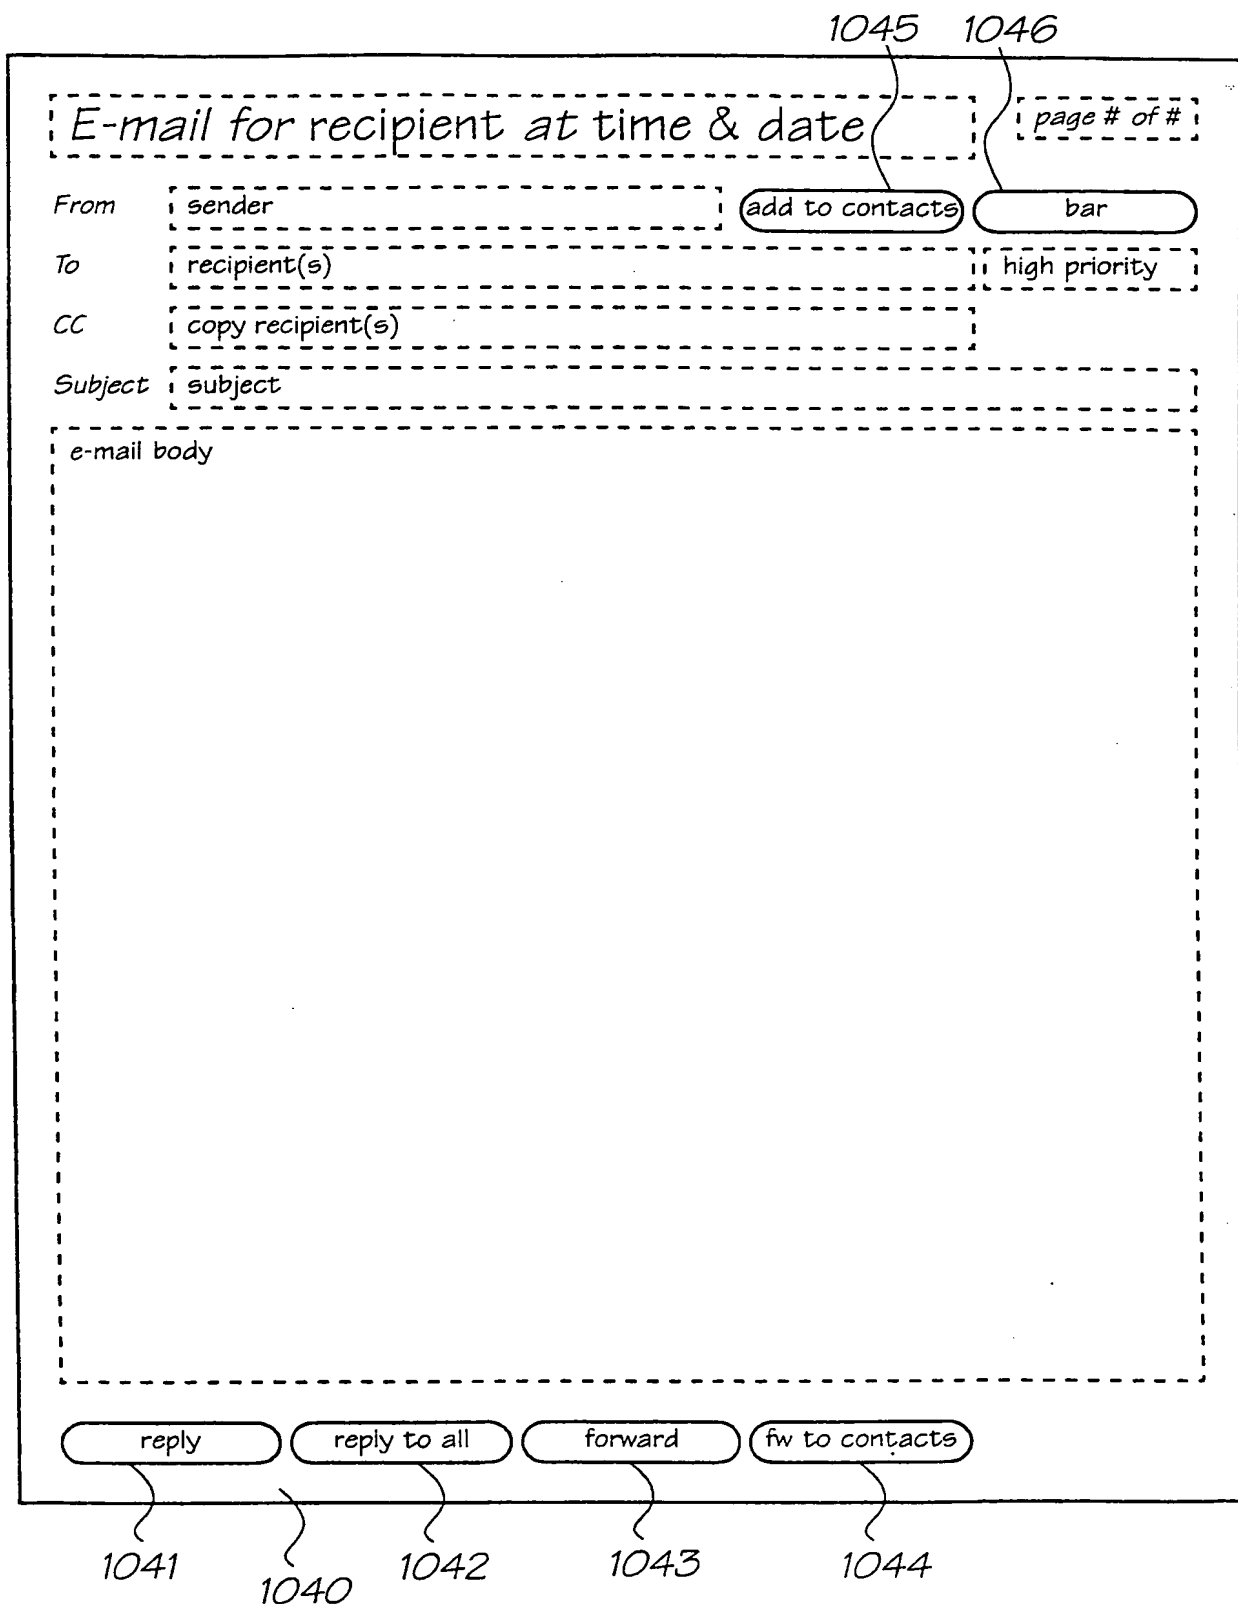 1045 1046
E-mail for recipient at time & date page # of #
From sender add to contacts bar
To recipient(s) high priority
CC copy recipient(s)
Subject subject
e-mail body
reply reply to all forward fw to contacts
1041 1040 1042 1043 1044